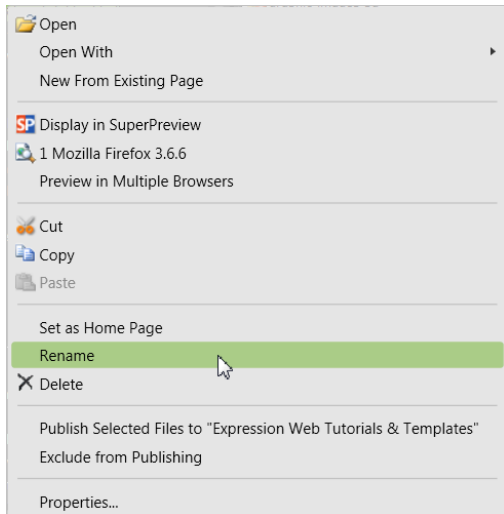 Open
Open With
New From Existing Page
SP Display in SuperPreview
1 Mozilla Firefox 3.6.6
Preview in Multiple Browsers
Cut
Copy
Paste
Set as Home Page
Rename
Delete
Publish Selected Files to "Expression Web Tutorials & Templates"
Exclude from Publishing
Properties...